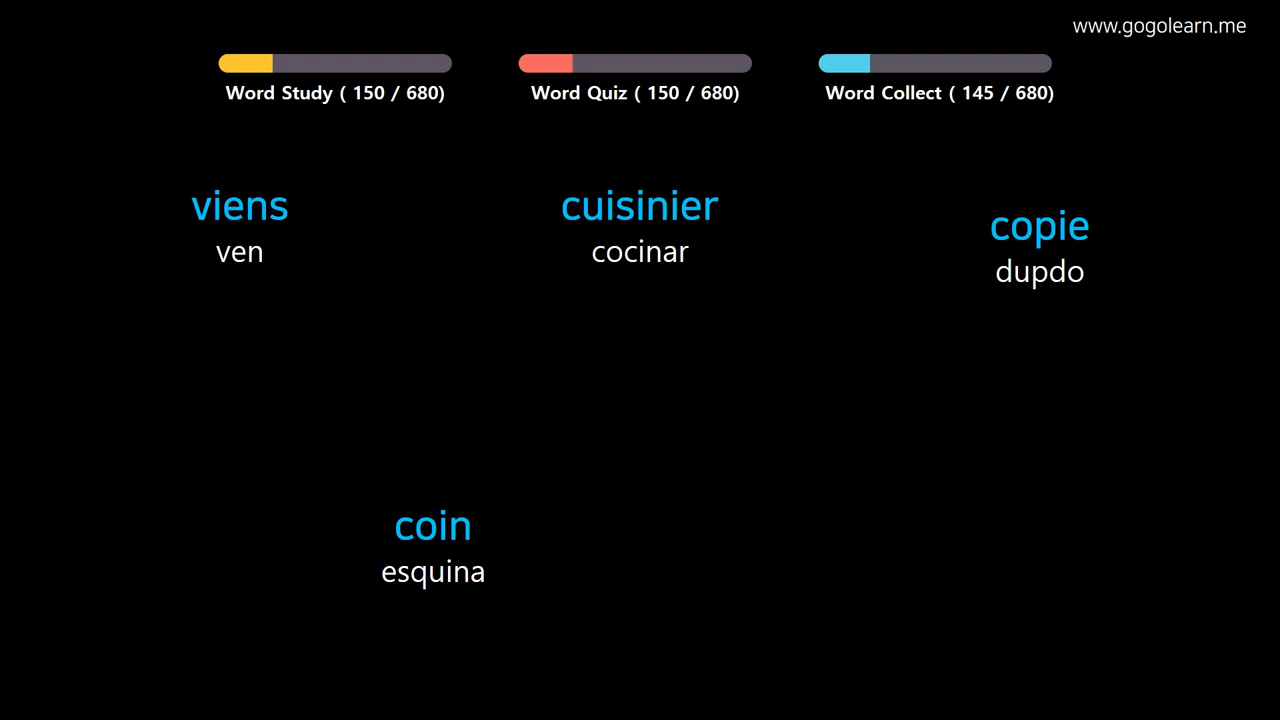 www.gogolearn.me
Word Study ( 150 / 680)
Word Quiz ( 150 / 680)
Word Collect ( 145 / 680)
viens
ven
cuisinier
cocinar
copie
dupdo
coin
esquina